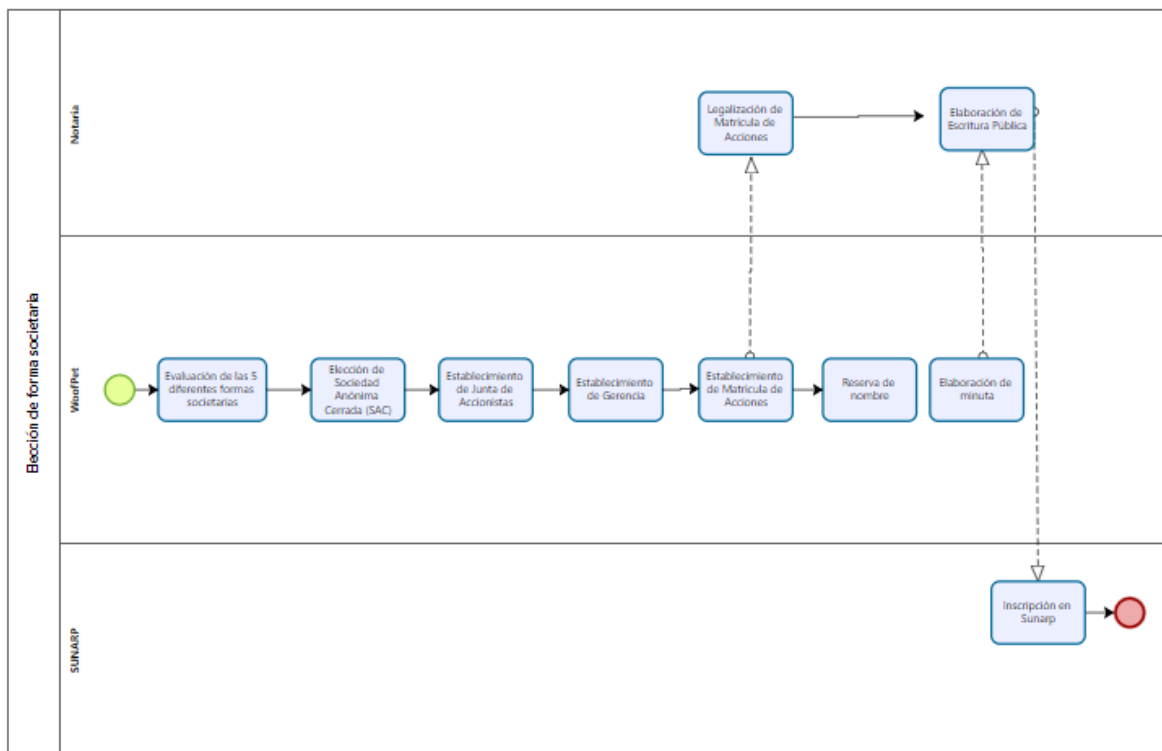 Elección de forma societaria
Notaria
Legalización de
Matrícula de
Acciones
Elaboración de
Escritura Pública
WoofPet
Evaluación de las 5
diferentes formas
societarias
Elección de
Sociedad
Anónima
Cerrada (SAC)
Establecimiento
de Junta de
Accionistas
Establecimiento
de Gerencia
Establecimiento
de Matrícula de
Acciones
Reserva de
nombre
Elaboración de
minuta
SUNARP
Inscripción en
Sunarp